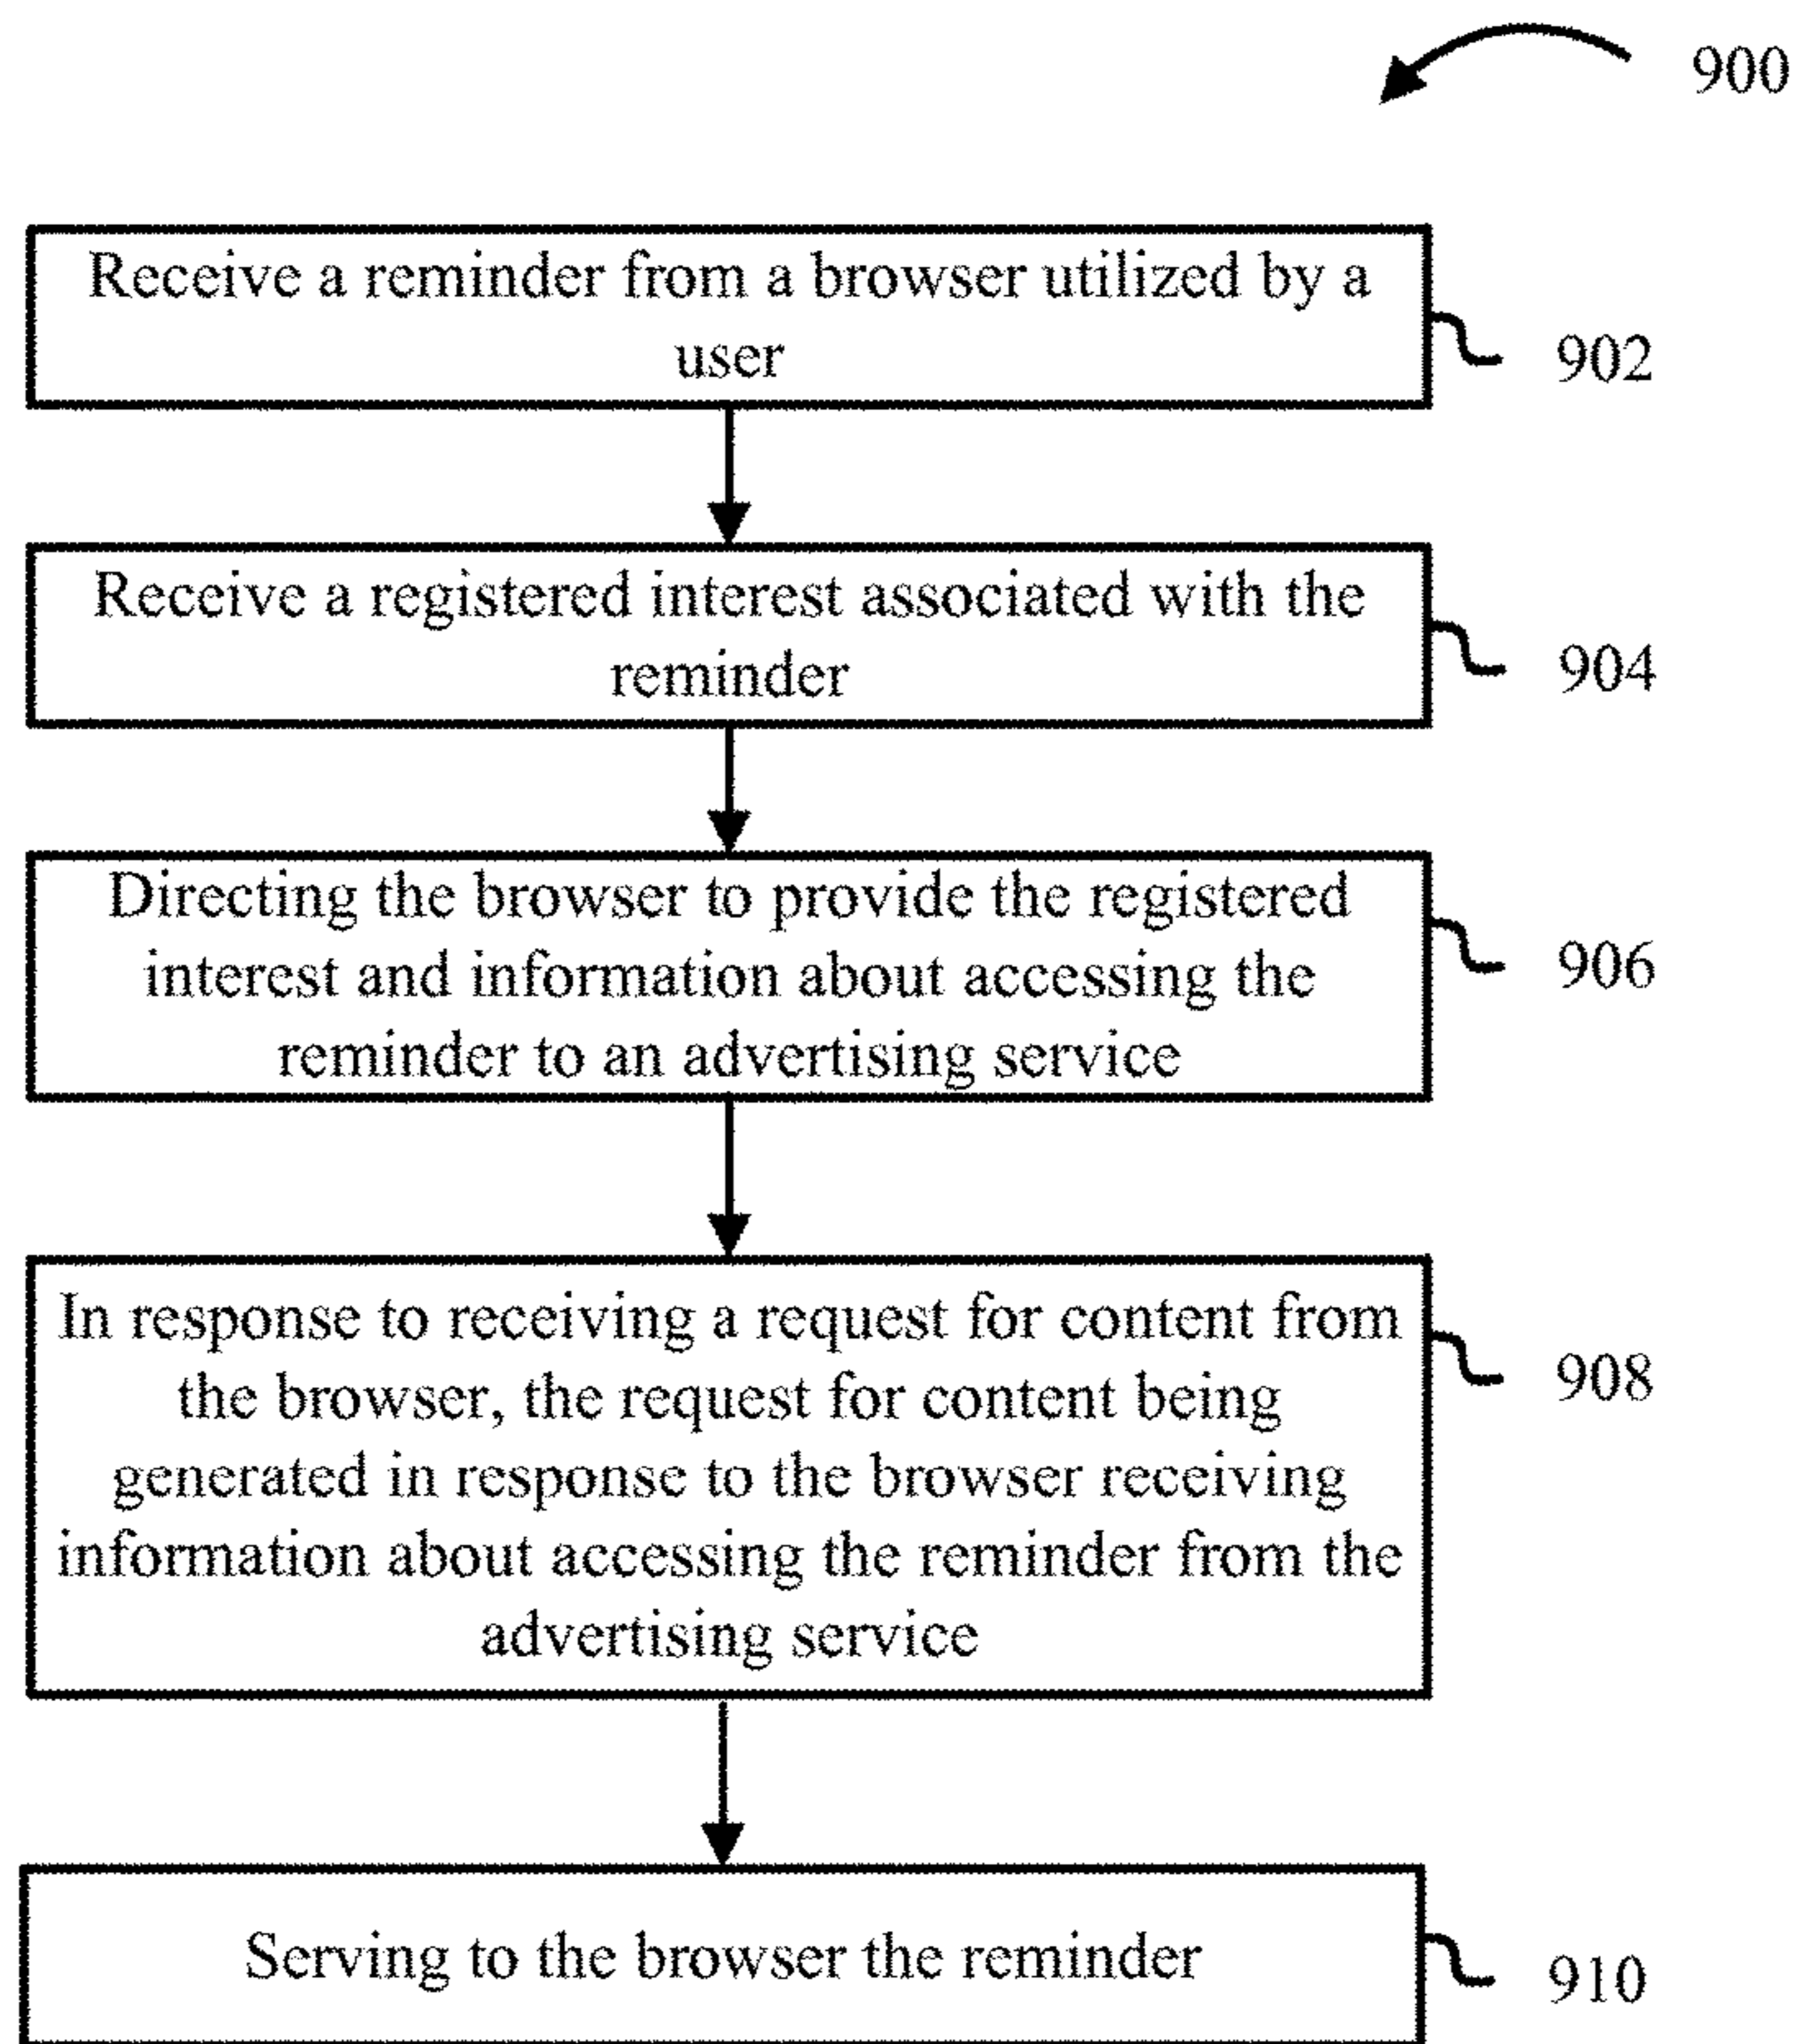 900
Receive a reminder from a browser utilized by a
user
902
Receive a registered interest associated with the
reminder
904
Directing the browser to provide the registered
interest and information about accessing the
reminder to an advertising service
906
In response to receiving a request for content from
the browser, the request for content being
generated in response to the browser receiving
information about accessing the reminder from the
advertising service
908
Serving to the browser the reminder
910